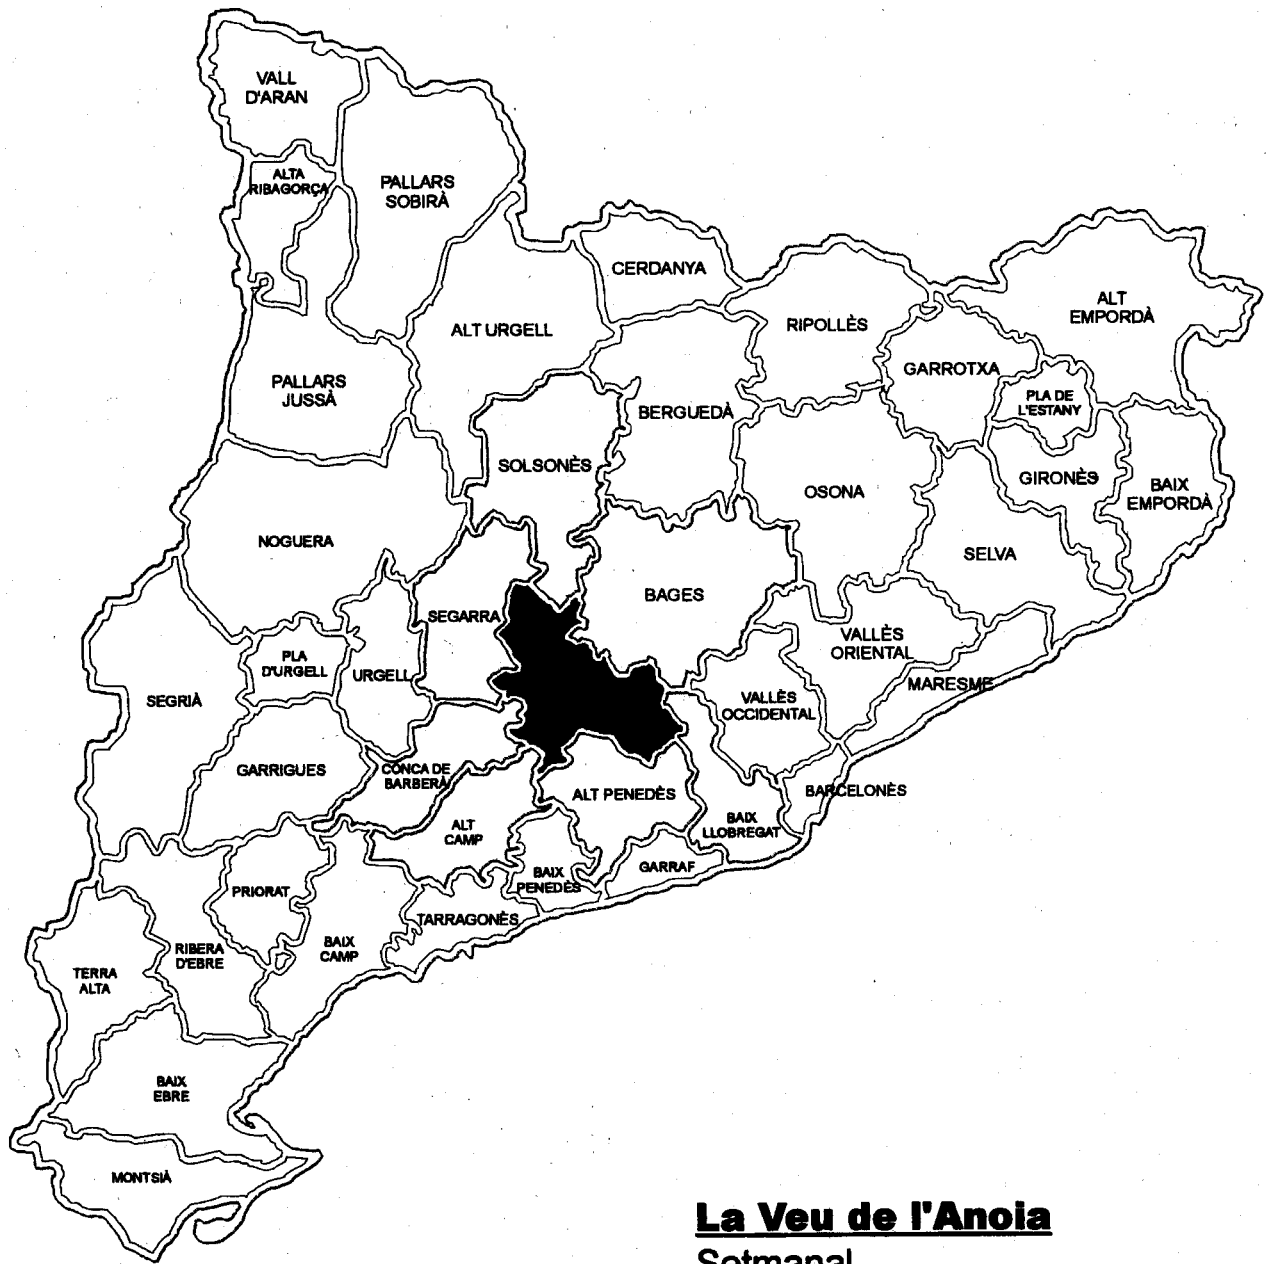 VALL
D'ARAN
ALTA
RIBAGORÇA
PALLARS
SOBIRÀ
CERDANYA
ALT URGELL
RIPOLLÈS
ALT
EMPORDÀ
GARROTXA
PALLARS
JUSSÀ
PLA DE
L'ESTANY
BERGUEDÀ
SOLSONÈS
OSONA
GIRONÈS
BAIX
EMPORDÀ
NOGUERA
SELVA
BAGES
SEGARRA
VALLÈS
ORIENTAL
PLA
D'URGELL
URGELL
MARESME
SEGRIÀ
VALLÈS
OCCIDENTAL
GARRIGUES
CONCA DE
BARBERÀ
ALT PENEDÈS
BARCELONÈS
ALT
CAMP
BAIX
LLOBREGAT
GARRAF
BAIX
PENEDÈS
PRIORAT
TARRAGONÈS
BAIX
CAMP
RIBERA
D'EBRE
TERRA
ALTA
BAIX
EBRE
MONTSIÀ
La Veu de l'Anoia
Setmanal